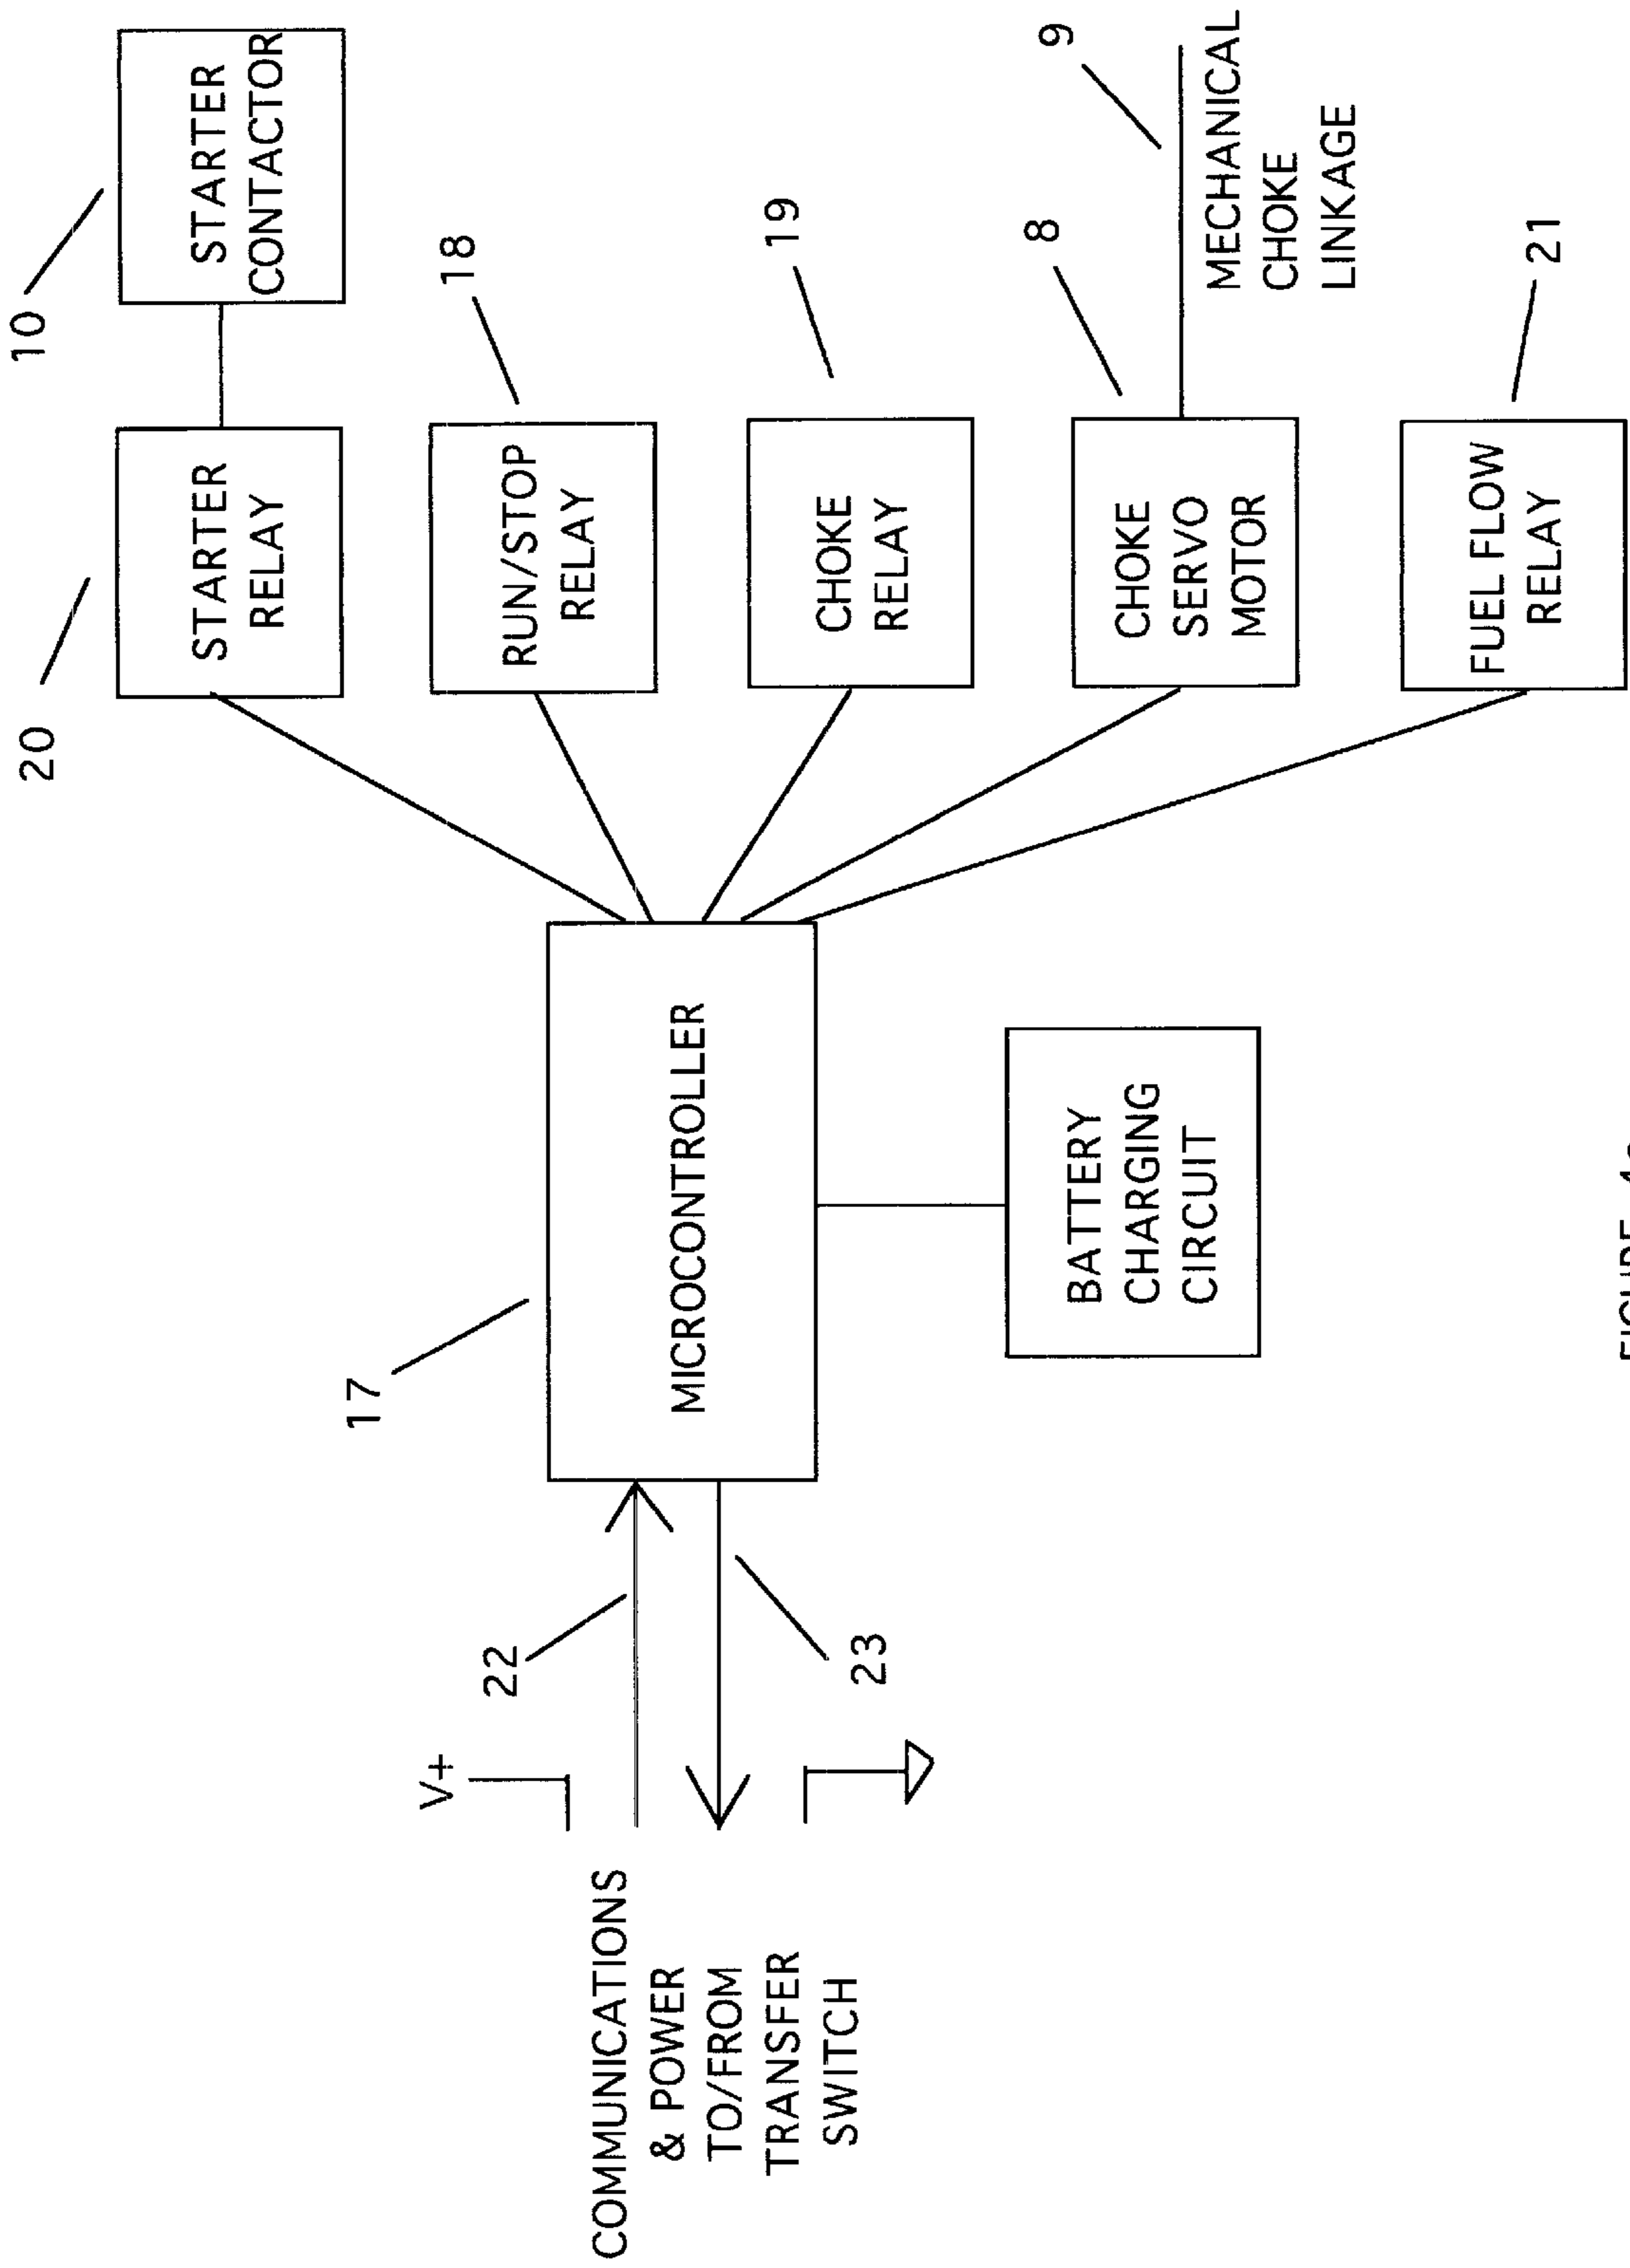 10
STARTER
CONTACTOR
20
STARTER
RELAY
18
RUN/STOP
RELAY
19
CHOKE
RELAY
8
CHOKE
SERVO
MOTOR
9
MECHANICAL
CHOKE
LINKAGE
21
FUEL FLOW
RELAY
17
MICROCONTROLLER
BATTERY
CHARGING
CIRCUIT
22
23
V+
COMMUNICATIONS
& POWER
TO/FROM
TRANSFER
SWITCH
FIGURE